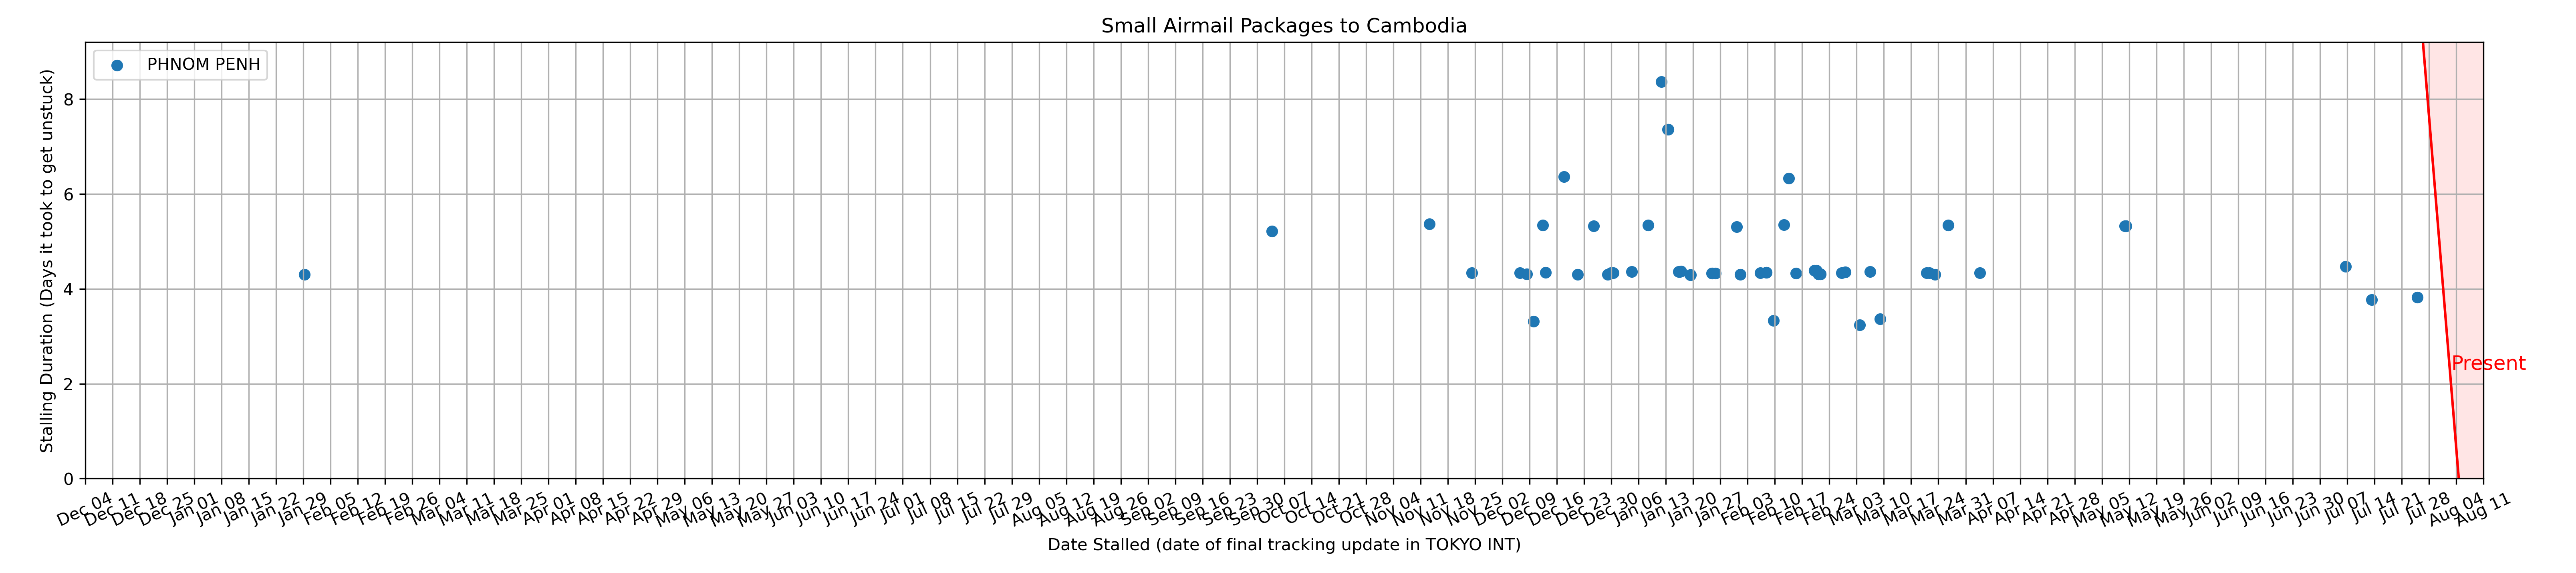 Small Airmail Packages to Cambodia
PHNOM PENH
Stalling Duration (Days it took to get unstuck)
8
6
4
2
0
Present
Dec 04
Dec 11
Dec 18
Dec 25
Jan 01
Jan 08
Jan 15
Jan 22
Jan 29
Feb 05
Feb 12
Feb 19
Feb 26
Mar 04
Mar 11
Mar 18
Mar 25
Apr 01
Apr 08
Apr 15
Apr 22
Apr 29
May 06
May 13
May 20
May 27
Jun 03
Jun 10
Jun 17
Jun 24
Jul 01
Jul 08
Jul 15
Jul 22
Jul 29
Aug 05
Aug 12
Aug 19
Aug 26
Sep 02
Sep 09
Sep 16
Sep 23
Sep 30
Oct 07
Oct 14
Oct 21
Oct 28
Nov 04
Nov 11
Nov 18
Nov 25
Dec 02
Dec 09
Dec 16
Dec 23
Dec 30
Jan 06
Jan 13
Jan 20
Jan 27
Feb 03
Feb 10
Feb 17
Feb 24
Mar 03
Mar 10
Mar 17
Mar 24
Mar 31
Apr 07
Apr 14
Apr 21
Apr 28
May 05
May 12
May 19
May 26
Jun 02
Jun 09
Jun 16
Jun 23
Jun 30
Jul 07
Jul 14
Jul 21
Jul 28
Aug 04
Aug 11
Date Stalled (date of final tracking update in TOKYO INT)